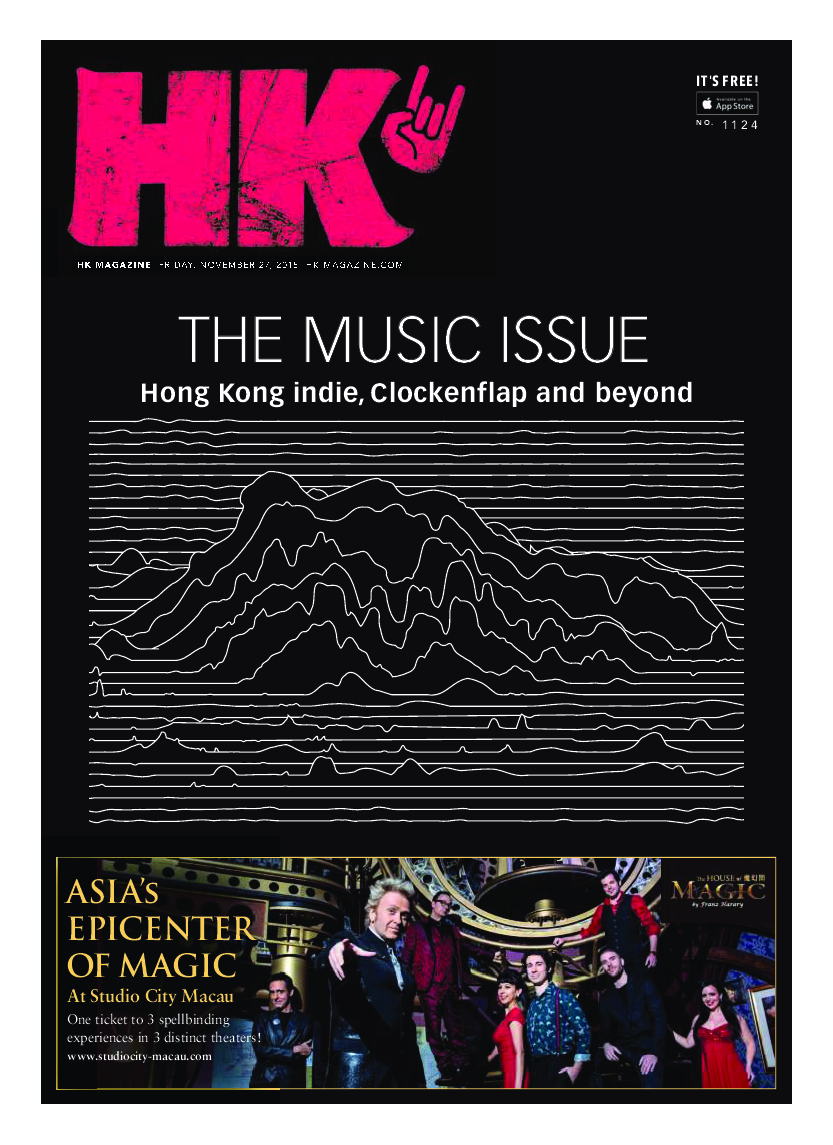 HK
IT'S FREE!
Available on the
App Store
NO. 1124
HK MAGAZINE FRIDAY, NOVEMBER 27, 2015 HK-MAGAZINE.COM
THE MUSIC ISSUE
Hong Kong indie, Clockenflap and beyond
ASIA's
EPICENTER
OF MAGIC
At Studio City Macau
One ticket to 3 spellbinding
experiences in 3 distinct theaters!
www.studiocity-macau.com
The HOUSE of 魔幻間
MAGIC
by Franz Harary